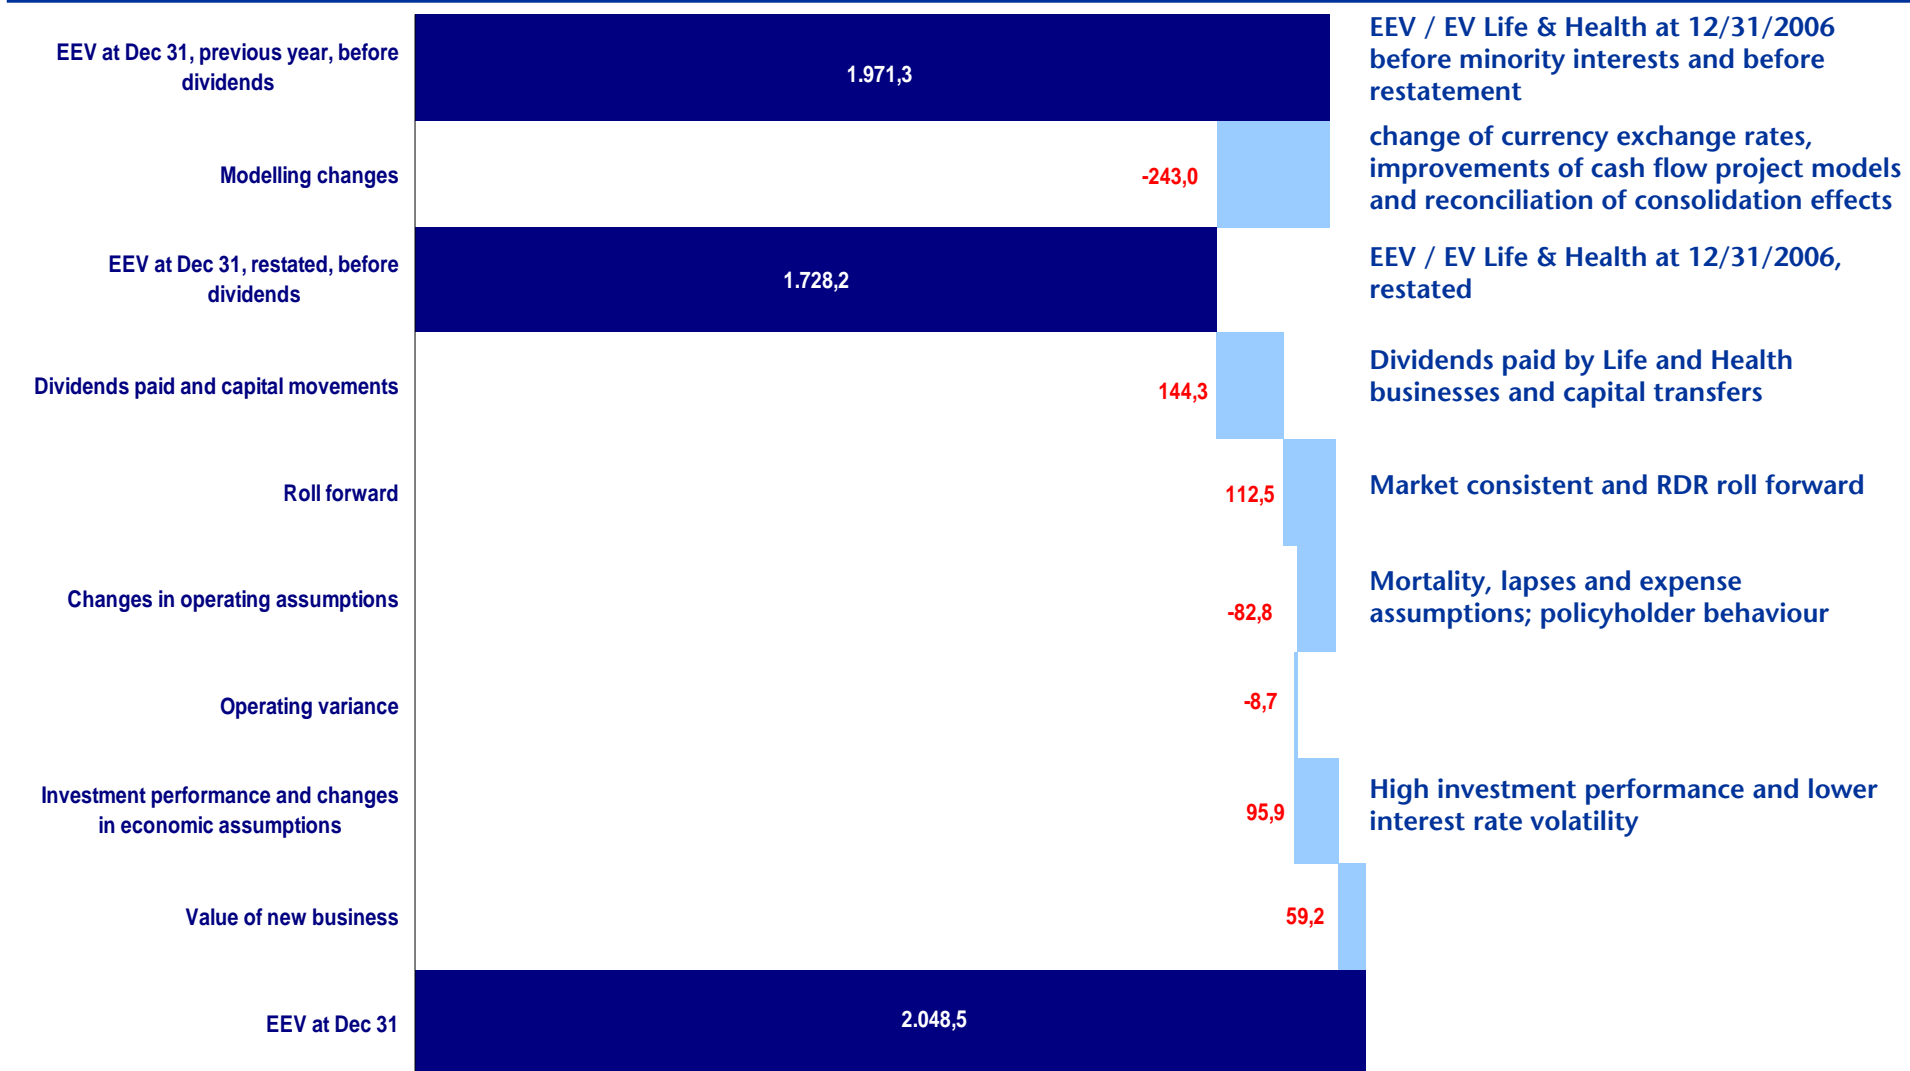 EEV at Dec 31, previous year, before
dividends
1.971,3
EEV / EV Life & Health at 12/31/2006
before minority interests and before
restatement
Modelling changes
-243,0
change of currency exchange rates,
improvements of cash flow project models
and reconciliation of consolidation effects
EEV at Dec 31, restated, before
dividends
1.728,2
EEV / EV Life & Health at 12/31/2006,
restated
Dividends paid and capital movements
144,3
Dividends paid by Life and Health
businesses and capital transfers
Roll forward
112,5
Market consistent and RDR roll forward
Changes in operating assumptions
-82,8
Mortality, lapses and expense
assumptions; policyholder behaviour
Operating variance
-8,7
Investment performance and changes
in economic assumptions
95,9
High investment performance and lower
interest rate volatility
Value of new business
59,2
EEV at Dec 31
2.048,5